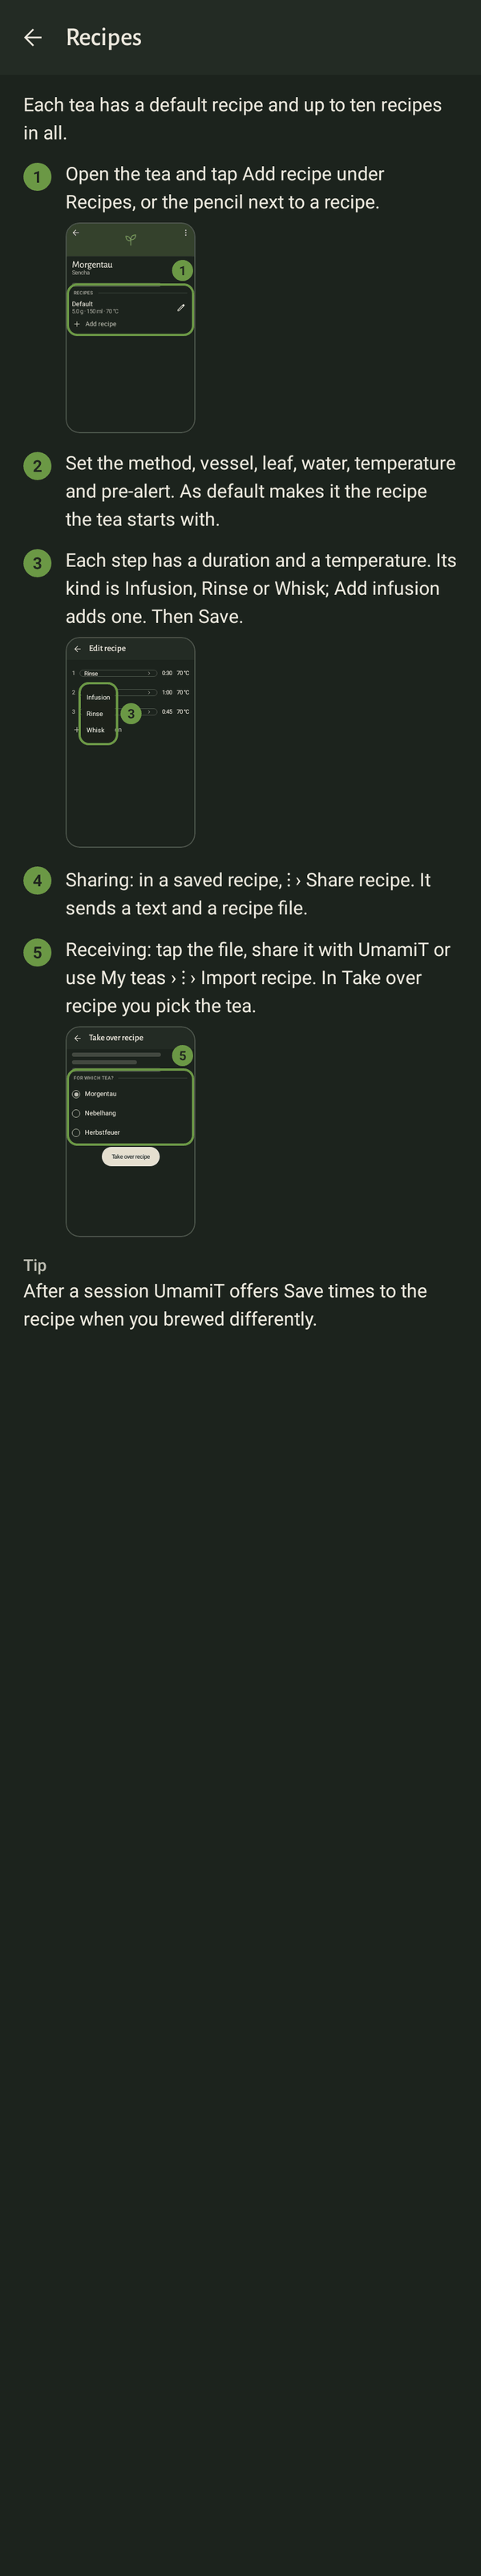 Recipes
Each tea has a default recipe and up to ten recipes
in all.
1 Open the tea and tap Add recipe under
Recipes, or the pencil next to a recipe.
Morgentau
Sencha
1
RECIPES
Default
5.0 g · 150 ml · 70 °C
+ Add recipe
2 Set the method, vessel, leaf, water, temperature
and pre-alert. As default makes it the recipe
the tea starts with.
3 Each step has a duration and a temperature. Its
kind is Infusion, Rinse or Whisk; Add infusion
adds one. Then Save.
Edit recipe
1 Rinse 0:30 70 °C
2 1:00 70 °C
Infusion
3 0:45 70 °C
Rinse
3
Whisk
4 Sharing: in a saved recipe, ⋮ › Share recipe. It
sends a text and a recipe file.
5 Receiving: tap the file, share it with UmamiT or
use My teas › ⋮ › Import recipe. In Take over
recipe you pick the tea.
Take over recipe
5
FOR WHICH TEA?
Morgentau
Nebelhang
Herbstfeuer
Take over recipe
Tip
After a session UmamiT offers Save times to the
recipe when you brewed differently.